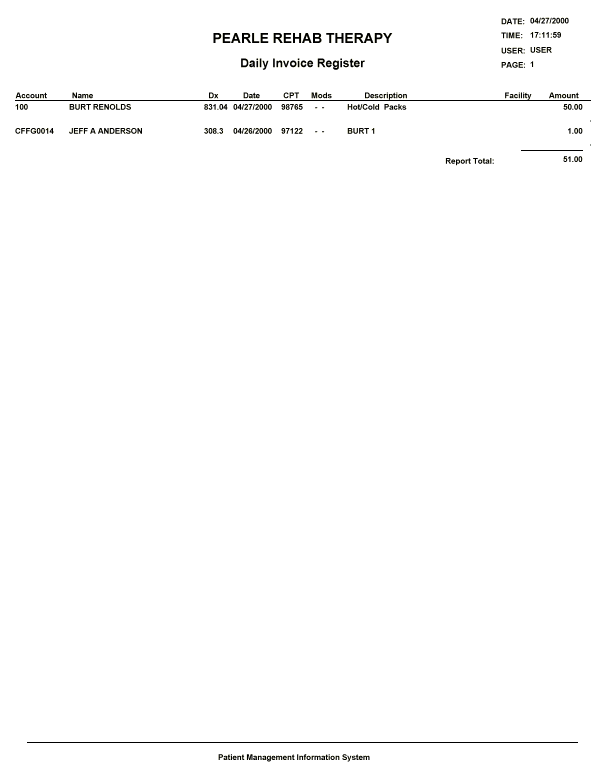 DATE: 04/27/2000
PEARLE REHAB THERAPY
TIME: 17:11:59
USER: USER
Daily Invoice Register
PAGE: 1
Account Name Dx Date CPT Mods Description Facility Amount
100 BURT RENOLDS 831.04 04/27/2000 98765 - - Hot/Cold Packs 50.00
CFFG0014 JEFF A ANDERSON 308.3 04/26/2000 97122 - - BURT 1 1.00
Report Total: 51.00
Patient Management Information System